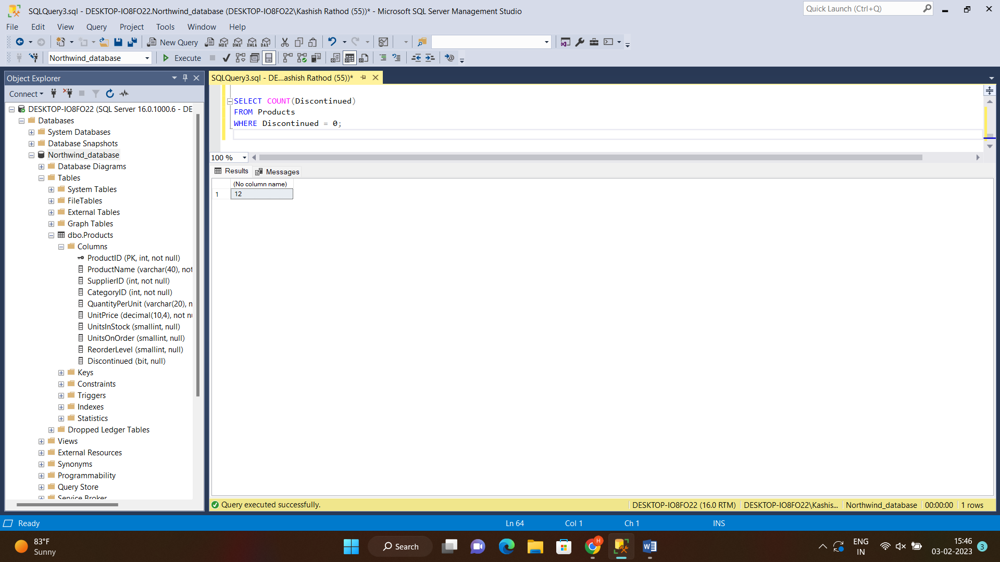 SQLQuery3.sql - DESKTOP-IO8FO22.Northwind_database (DESKTOP-IO8FO22\Kashish Rathod (55))* - Microsoft SQL Server Management Studio
Quick Launch (Ctrl+Q)
File Edit View Query Project Tools Window Help
New Query MDX DMX XMLA DAX
Northwind_database Execute
Object Explorer
Connect
DESKTOP-IO8FO22 (SQL Server 16.0.1000.6 - DE
Databases
System Databases
Database Snapshots
Northwind_database
Database Diagrams
Tables
System Tables
FileTables
External Tables
Graph Tables
dbo.Products
Columns
ProductID (PK, int, not null)
ProductName (varchar(40), not
SupplierID (int, not null)
CategoryID (int, not null)
QuantityPerUnit (varchar(20), n
UnitPrice (decimal(10,4), not nu
UnitsInStock (smallint, null)
UnitsOnOrder (smallint, null)
ReorderLevel (smallint, null)
Discontinued (bit, null)
Keys
Constraints
Triggers
Indexes
Statistics
Dropped Ledger Tables
Views
External Resources
Synonyms
Programmability
Query Store
Service Broker
SQLQuery3.sql - DE...ashish Rathod (55))*
SELECT COUNT(Discontinued)
FROM Products
WHERE Discontinued = 0;
100 %
Results Messages
(No column name)
1 12
Query executed successfully. DESKTOP-IO8FO22 (16.0 RTM) DESKTOP-IO8FO22\Kashis... Northwind_database 00:00:00 1 rows
Ready Ln 64 Col 1 Ch 1 INS
83°F
Sunny
Search
H
ENG
IN
15:46
03-02-2023
3